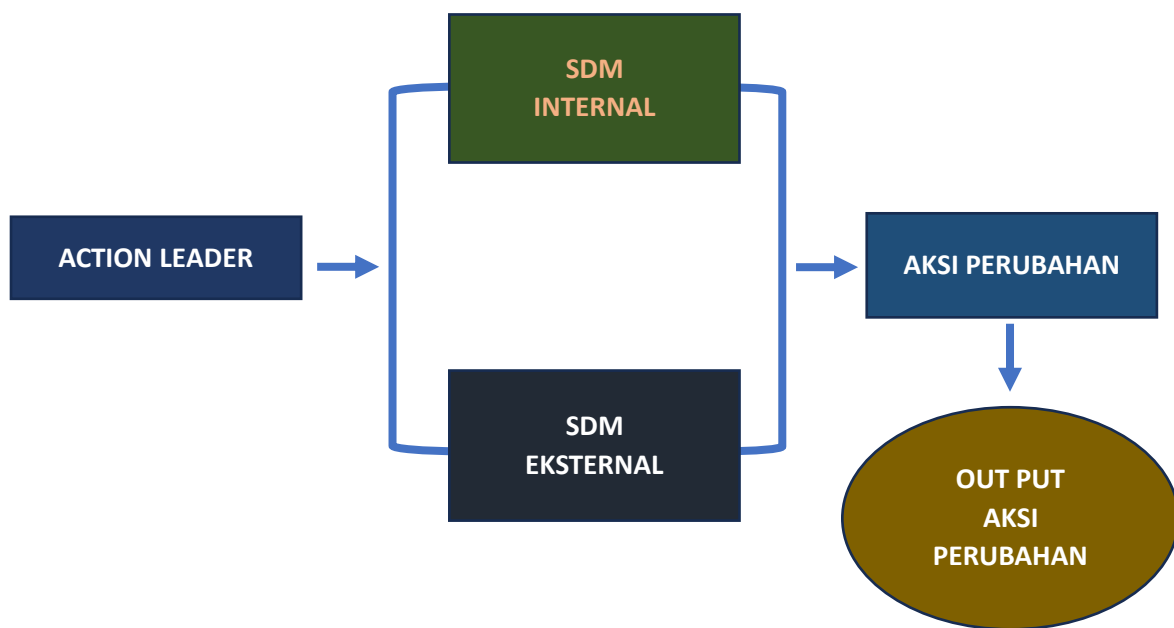 SDM
INTERNAL
ACTION LEADER
AKSI PERUBAHAN
SDM
EKSTERNAL
OUT PUT
AKSI
PERUBAHAN